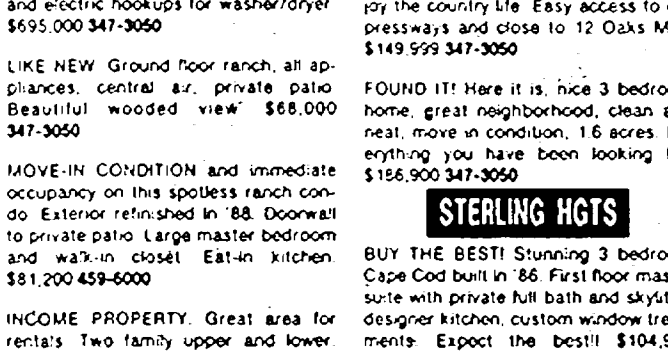 and electric hookups for washer/dryer.
$695,000 347-3050
LIKE NEW Ground floor ranch, all ap-
pliances, central air, private patio
Beautiful wooded view" $68,000
347-3050
MOVE-IN CONDITION and immediate
occupancy on this spotless ranch con-
do Exterior refinished in '88. Doorwall
to private patio Large master bedroom
and walk-in closet Eat-in kitchen.
$81,200 459-6000
INCOME PROPERTY. Great area for
rentals Two family upper and lower.
joy the country life Easy access to
pressways and close to 12 Oaks M
$149,999 347-3050
FOUND IT! Here it is, nice 3 bedro
home, great neighborhood, clean a
neat, move in condition, 1.6 acres.
erything you have been looking
$186,900 347-3050
STERLING HGTS
BUY THE BEST! Stunning 3 bedro
Cape Cod built in '86. First floor mas
suite with private full bath and skylit
designer kitchen, custom window tre
ments. Expect the best!! $104,9